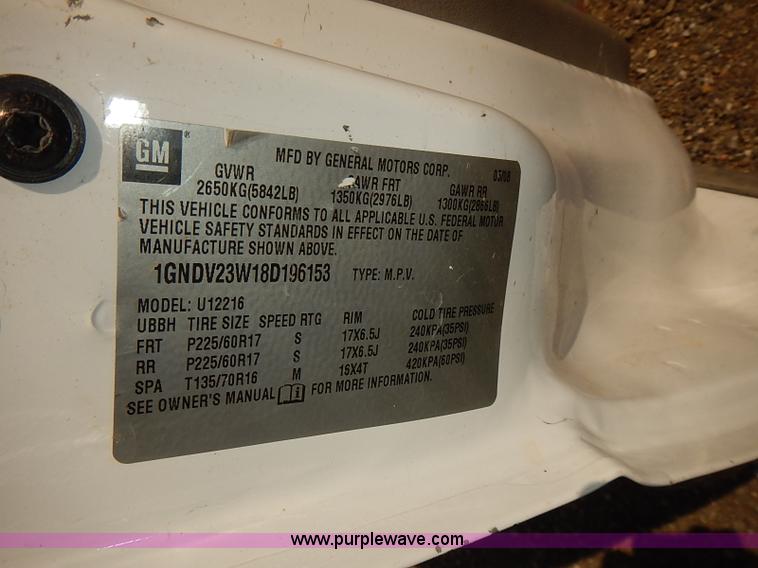 GM
MFD BY GENERAL MOTORS CORP. 03/08
GVWR GAWR FRT GAWR RR
2650KG(5842LB) 1350KG(2976LB) 1300KG(2866LB)
THIS VEHICLE CONFORMS TO ALL APPLICABLE U.S. FEDERAL MOTOR
VEHICLE SAFETY STANDARDS IN EFFECT ON THE DATE OF
MANUFACTURE SHOWN ABOVE.
1GNDV23W18D196153 TYPE: M.P.V.
MODEL: U12216
UBBH TIRE SIZE SPEED RTG RIM COLD TIRE PRESSURE
FRT P225/60R17 S 17X6.5J 240KPA(35PSI)
RR P225/60R17 S 17X6.5J 240KPA(35PSI)
SPA T135/70R16 M 16X4T 420KPA(60PSI)
SEE OWNER'S MANUAL FOR MORE INFORMATION.
www.purplewave.com